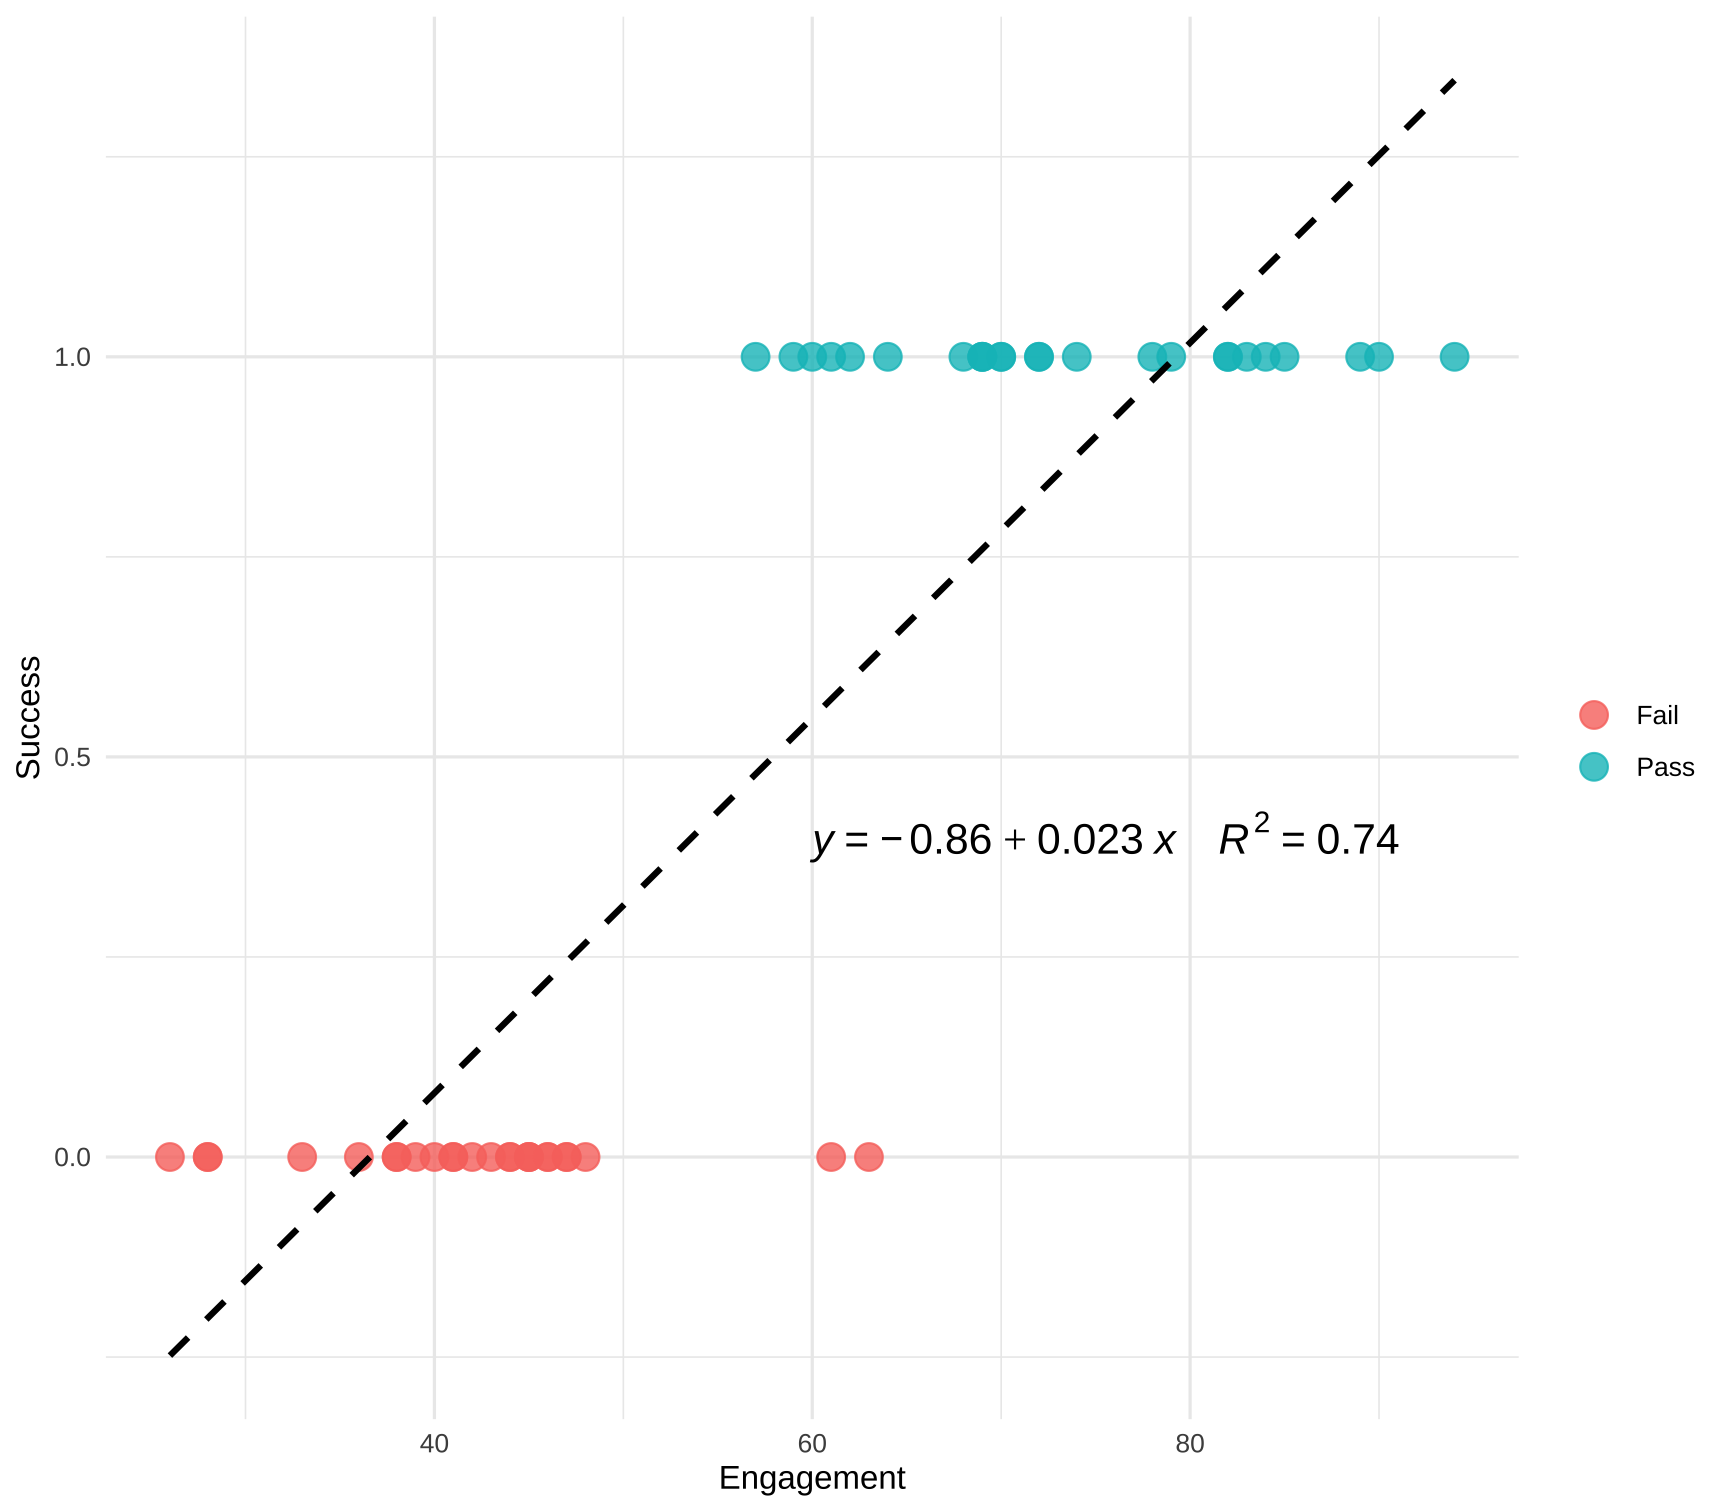 1.0
0.5
0.0
Success
y = −0.86 + 0.023 x R² = 0.74
Fail
Pass
40 60 80
Engagement